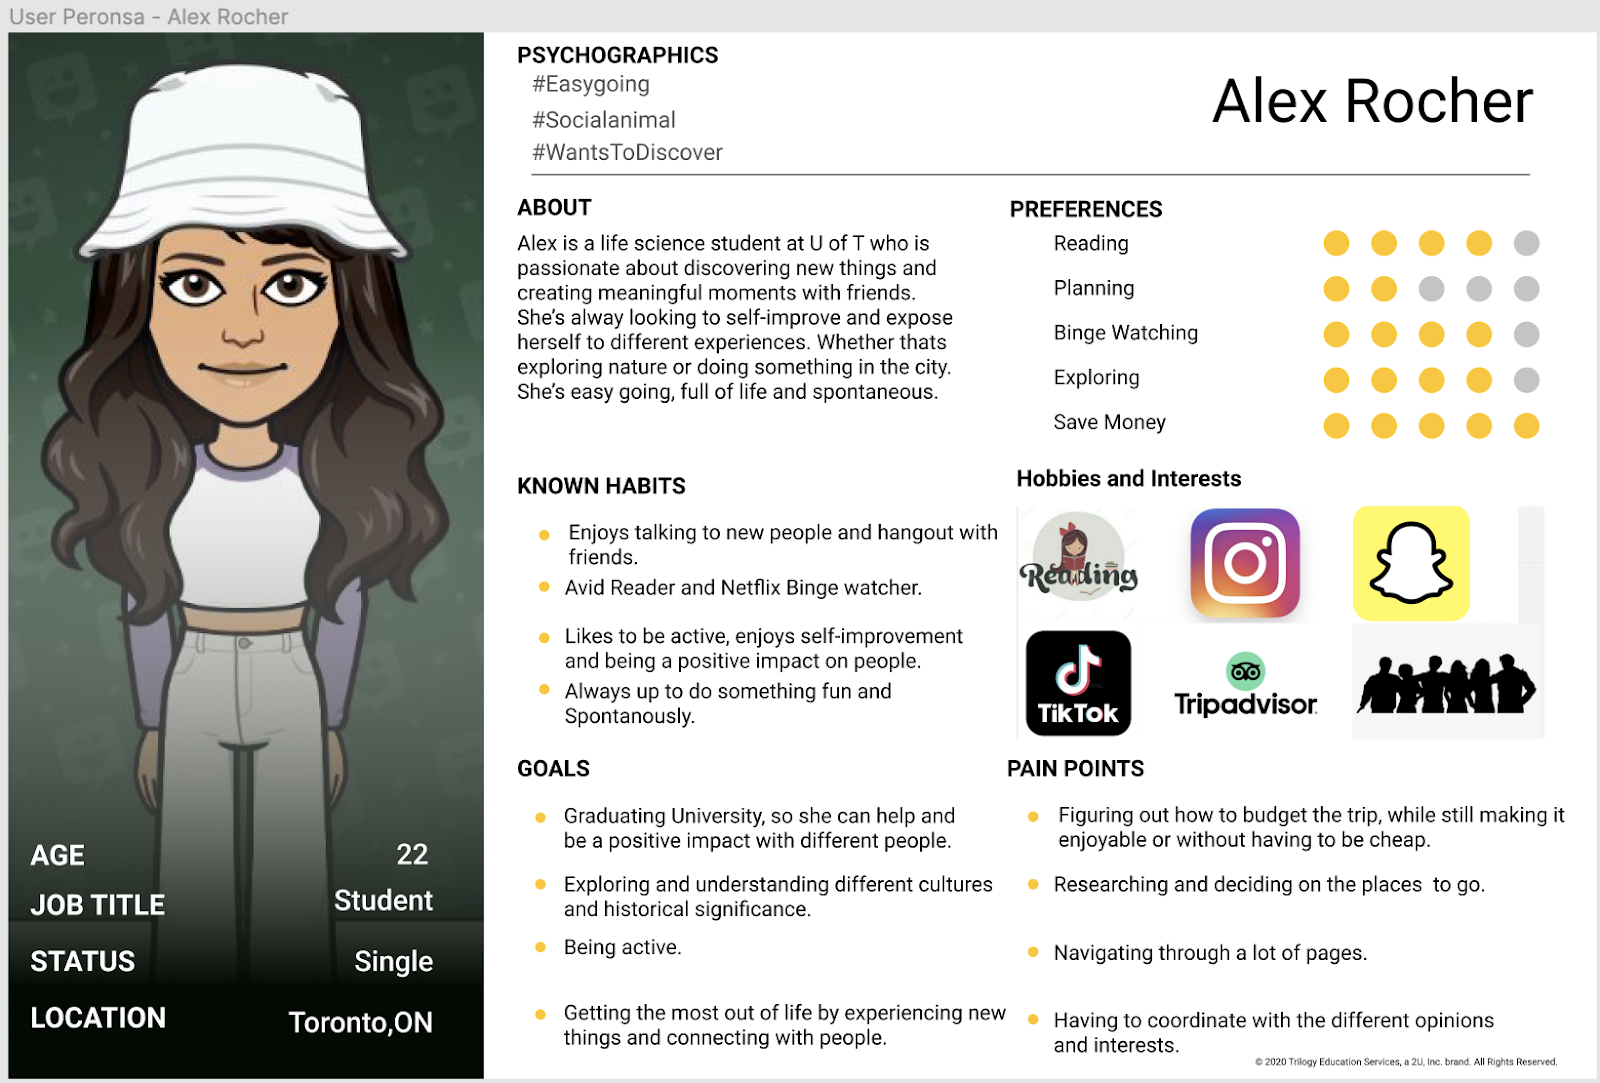 User Peronsa - Alex Rocher
PSYCHOGRAPHICS
#Easygoing
#Socialanimal
#WantsToDiscover
Alex Rocher
ABOUT
Alex is a life science student at U of T who is
passionate about discovering new things and
creating meaningful moments with friends.
She's alway looking to self-improve and expose
herself to different experiences. Whether thats
exploring nature or doing something in the city.
She's easy going, full of life and spontaneous.
PREFERENCES
Reading
Planning
Binge Watching
Exploring
Save Money
KNOWN HABITS
Enjoys talking to new people and hangout with
friends.
Avid Reader and Netflix Binge watcher.
Likes to be active, enjoys self-improvement
and being a positive impact on people.
Always up to do something fun and
Spontanously.
Hobbies and Interests
Reading
TikTok
Tripadvisor
GOALS
Graduating University, so she can help and
be a positive impact with different people.
Exploring and understanding different cultures
and historical significance.
Being active.
Getting the most out of life by experiencing new
things and connecting with people.
PAIN POINTS
Figuring out how to budget the trip, while still making it
enjoyable or without having to be cheap.
Researching and deciding on the places  to go.
Navigating through a lot of pages.
Having to coordinate with the different opinions
and interests.
AGE 22
JOB TITLE Student
STATUS Single
LOCATION Toronto,ON
© 2020 Trilogy Education Services, a 2U, Inc. brand. All Rights Reserved.